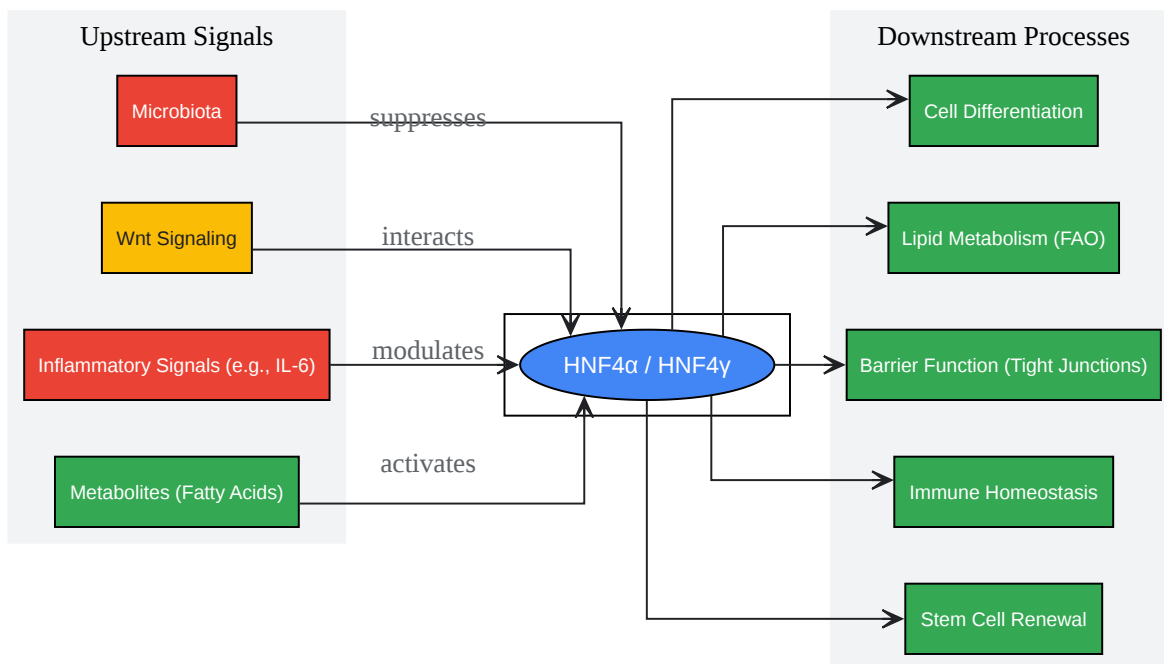 Upstream Signals
Downstream Processes
Microbiota
suppresses
Cell Differentiation
Wnt Signaling
interacts
Lipid Metabolism (FAO)
Inflammatory Signals (e.g., IL-6)
modulates
HNF4α / HNF4γ
Barrier Function (Tight Junctions)
Metabolites (Fatty Acids)
activates
Immune Homeostasis
Stem Cell Renewal